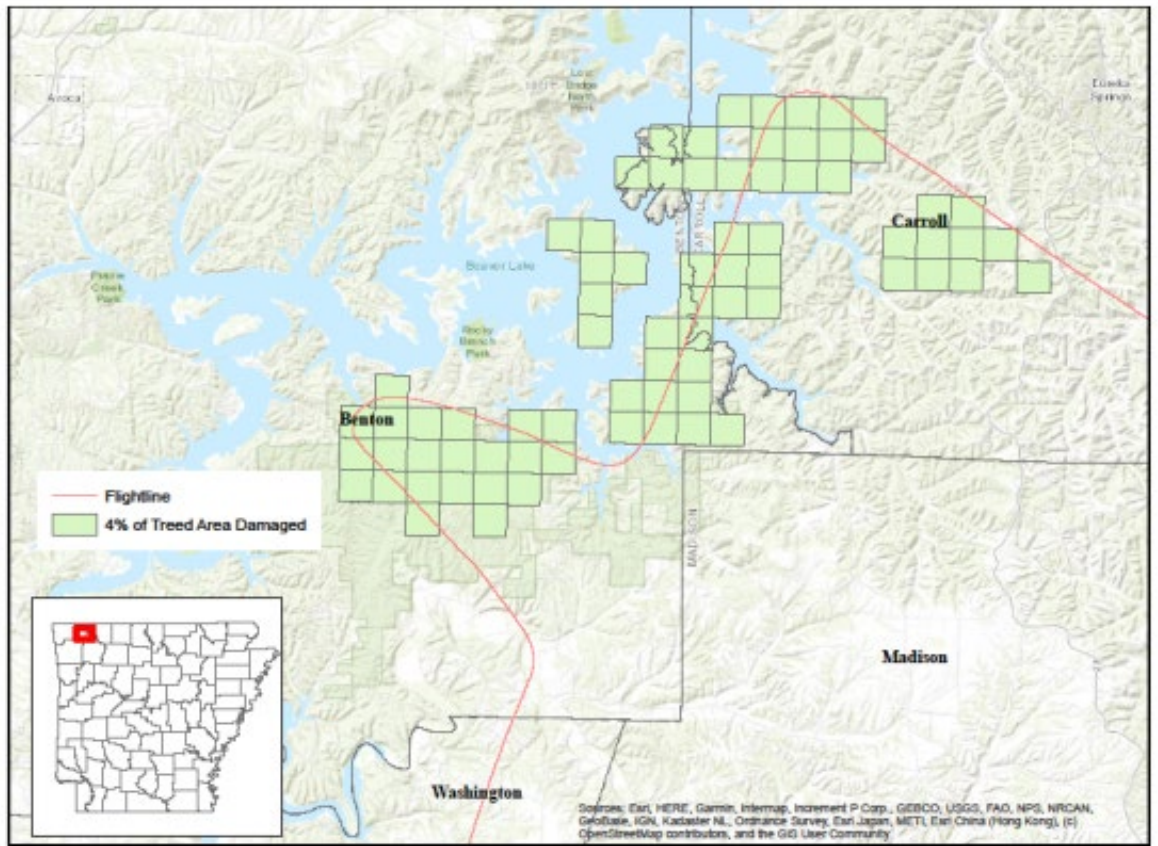 Avoca
Lost
Bridge
North
Park
Eureka
Springs
BENTON
CARROLL
Carroll
Prairie
Creek
Park
Beaver Lake
Rocky
Branch
Park
Benton
Flightline
4% of Treed Area Damaged
MADISON
Madison
Washington
Sources: Esri, HERE, Garmin, Intermap, Increment P Corp., GEBCO, USGS, FAO, NPS, NRCAN,
GeoBase, IGN, Kadaster NL, Ordnance Survey, Esri Japan, METI, Esri China (Hong Kong), (c)
OpenStreetMap contributors, and the GIS User Community